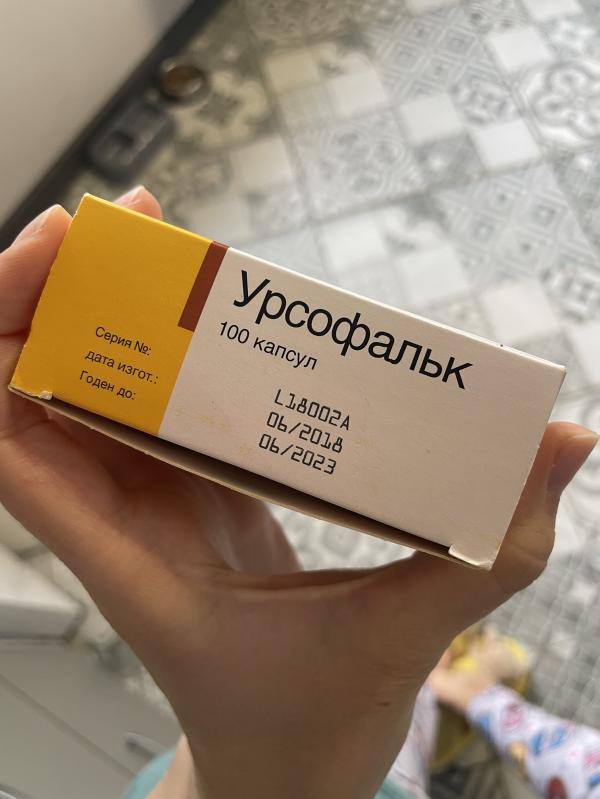 Урсофальк
100 капсул
Серия №:
дата изгот.:
Годен до:
L18002A
06/2018
06/2023